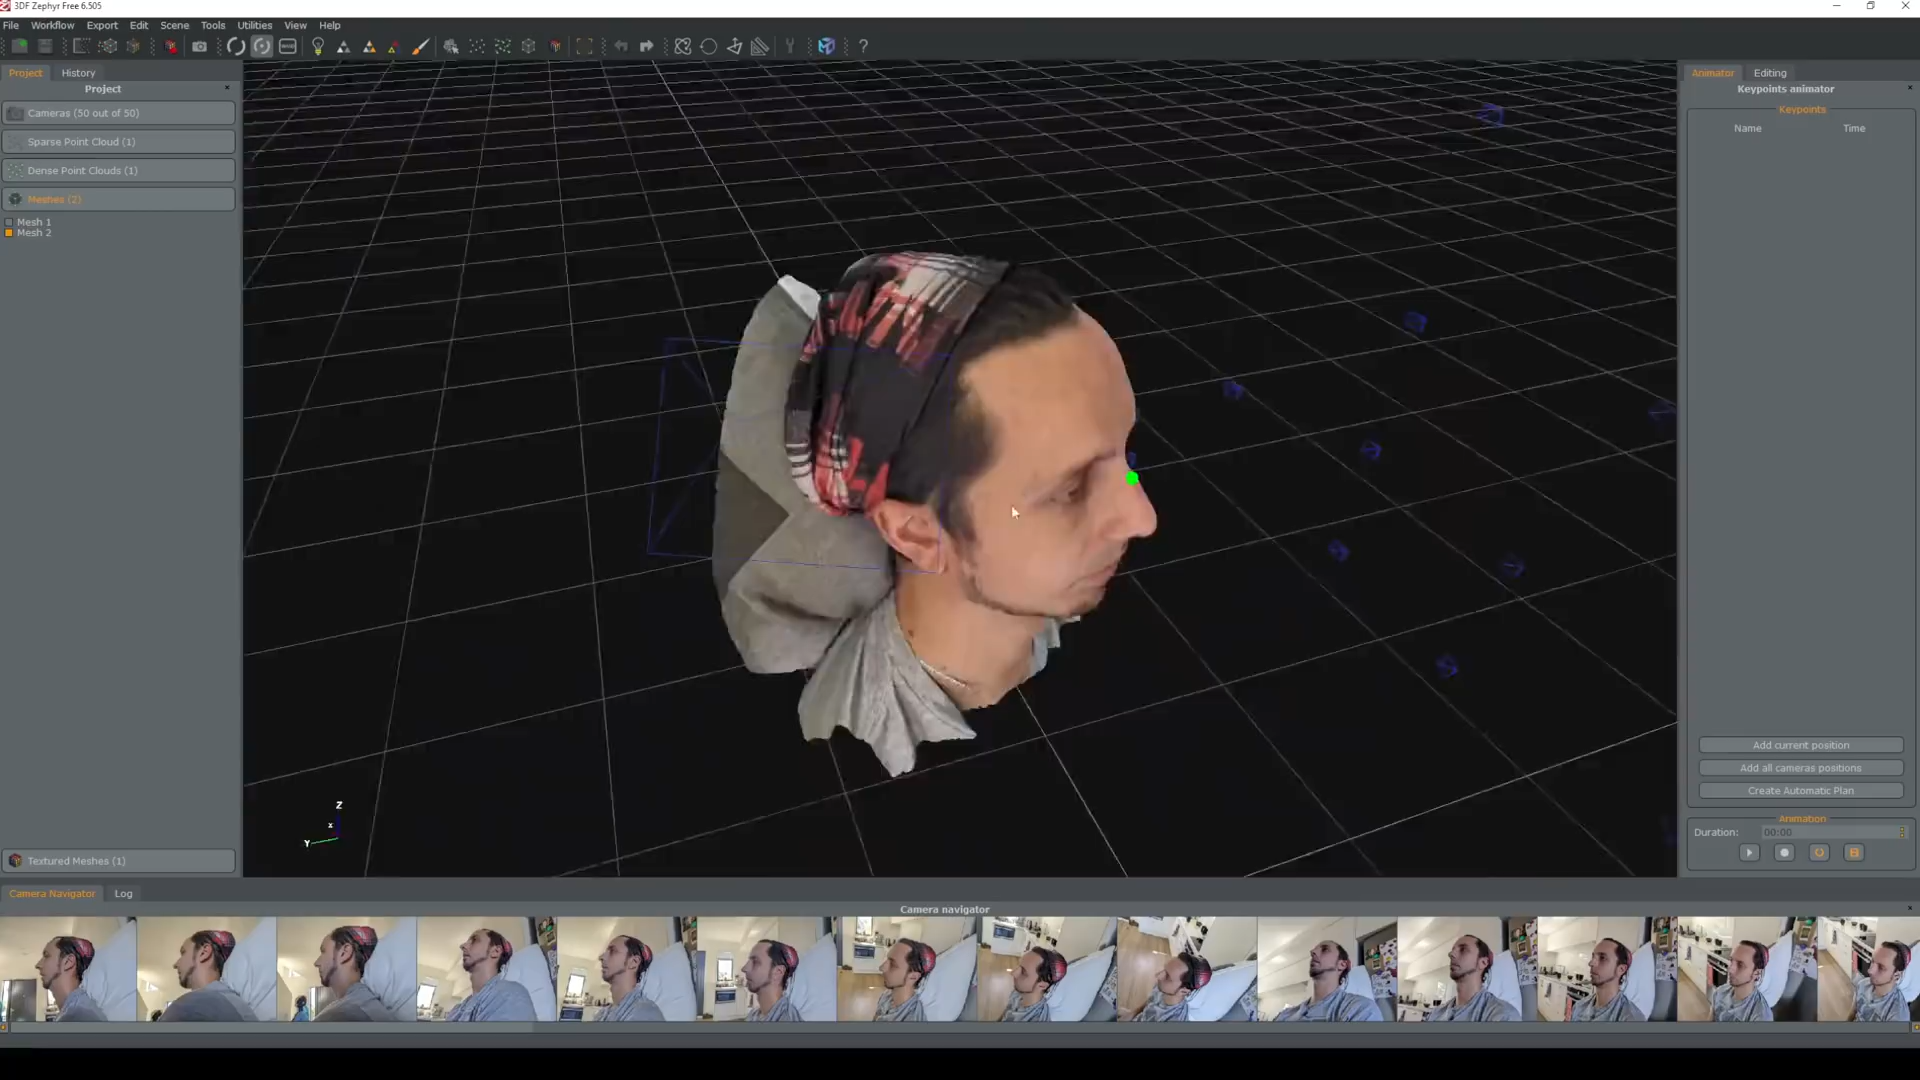 3DF Zephyr Free 6.505
File Workflow Export Edit Scene Tools Utilities View Help
Project History
Project
Cameras (50 out of 50)
Sparse Point Cloud (1)
Dense Point Clouds (1)
Meshes (2)
Mesh 1
Mesh 2
Textured Meshes (1)
Z
x
Y
Animator Editing
Keypoints animator
Keypoints
Name Time
Add current position
Add all cameras positions
Create Automatic Plan
Animation
Duration: 00:00
Camera Navigator Log
Camera navigator